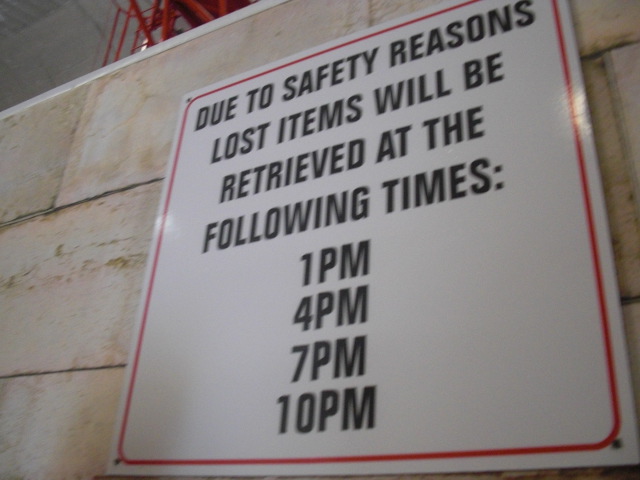 DUE TO SAFETY REASONS
LOST ITEMS WILL BE
RETRIEVED AT THE
FOLLOWING TIMES:
1PM
4PM
7PM
10PM